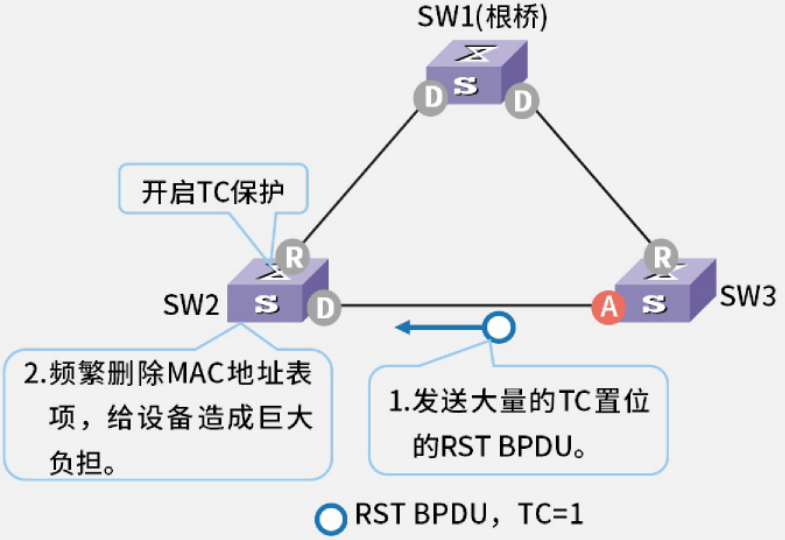 SW1(根桥)
S
D
D
开启TC保护
R
R
SW2
S
D
A
S
SW3
2.频繁删除MAC地址表
项，给设备造成巨大
负担。
1.发送大量的TC置位
的RST BPDU。
RST BPDU，TC=1